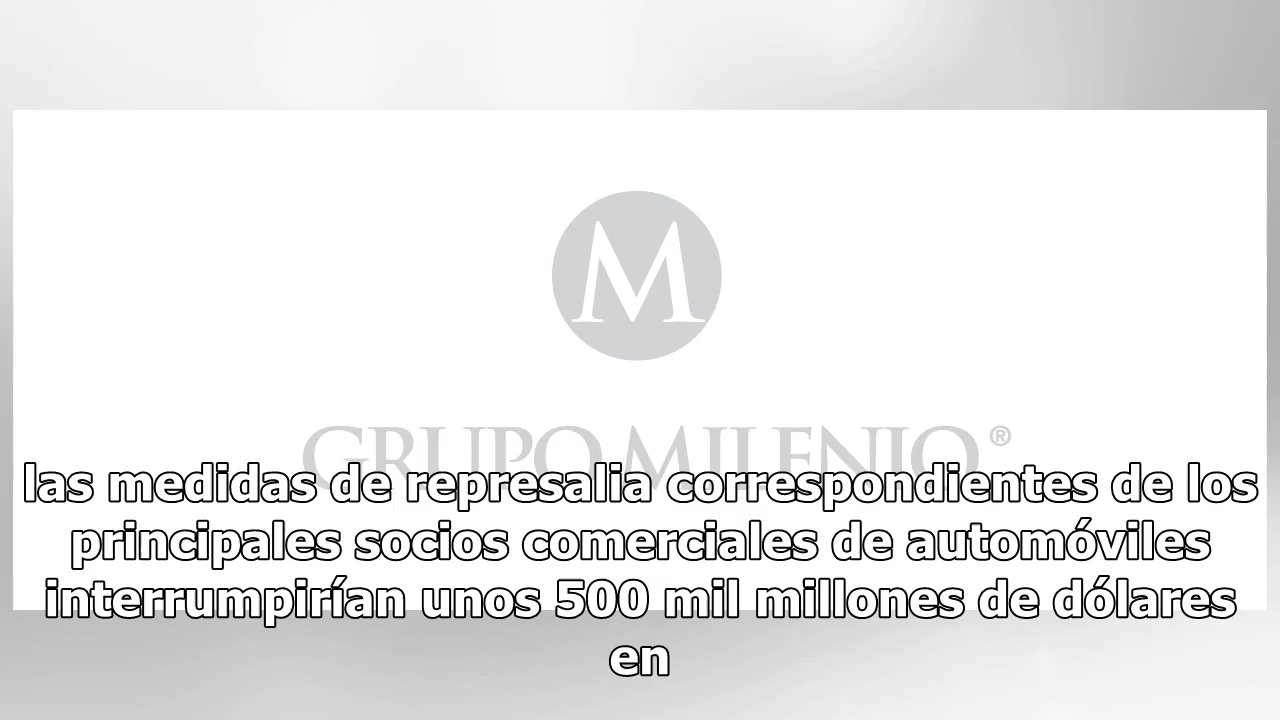 M
GRUPO MILENIO®
las medidas de represalia correspondientes de los
principales socios comerciales de automóviles
interrumpirían unos 500 mil millones de dólares
en